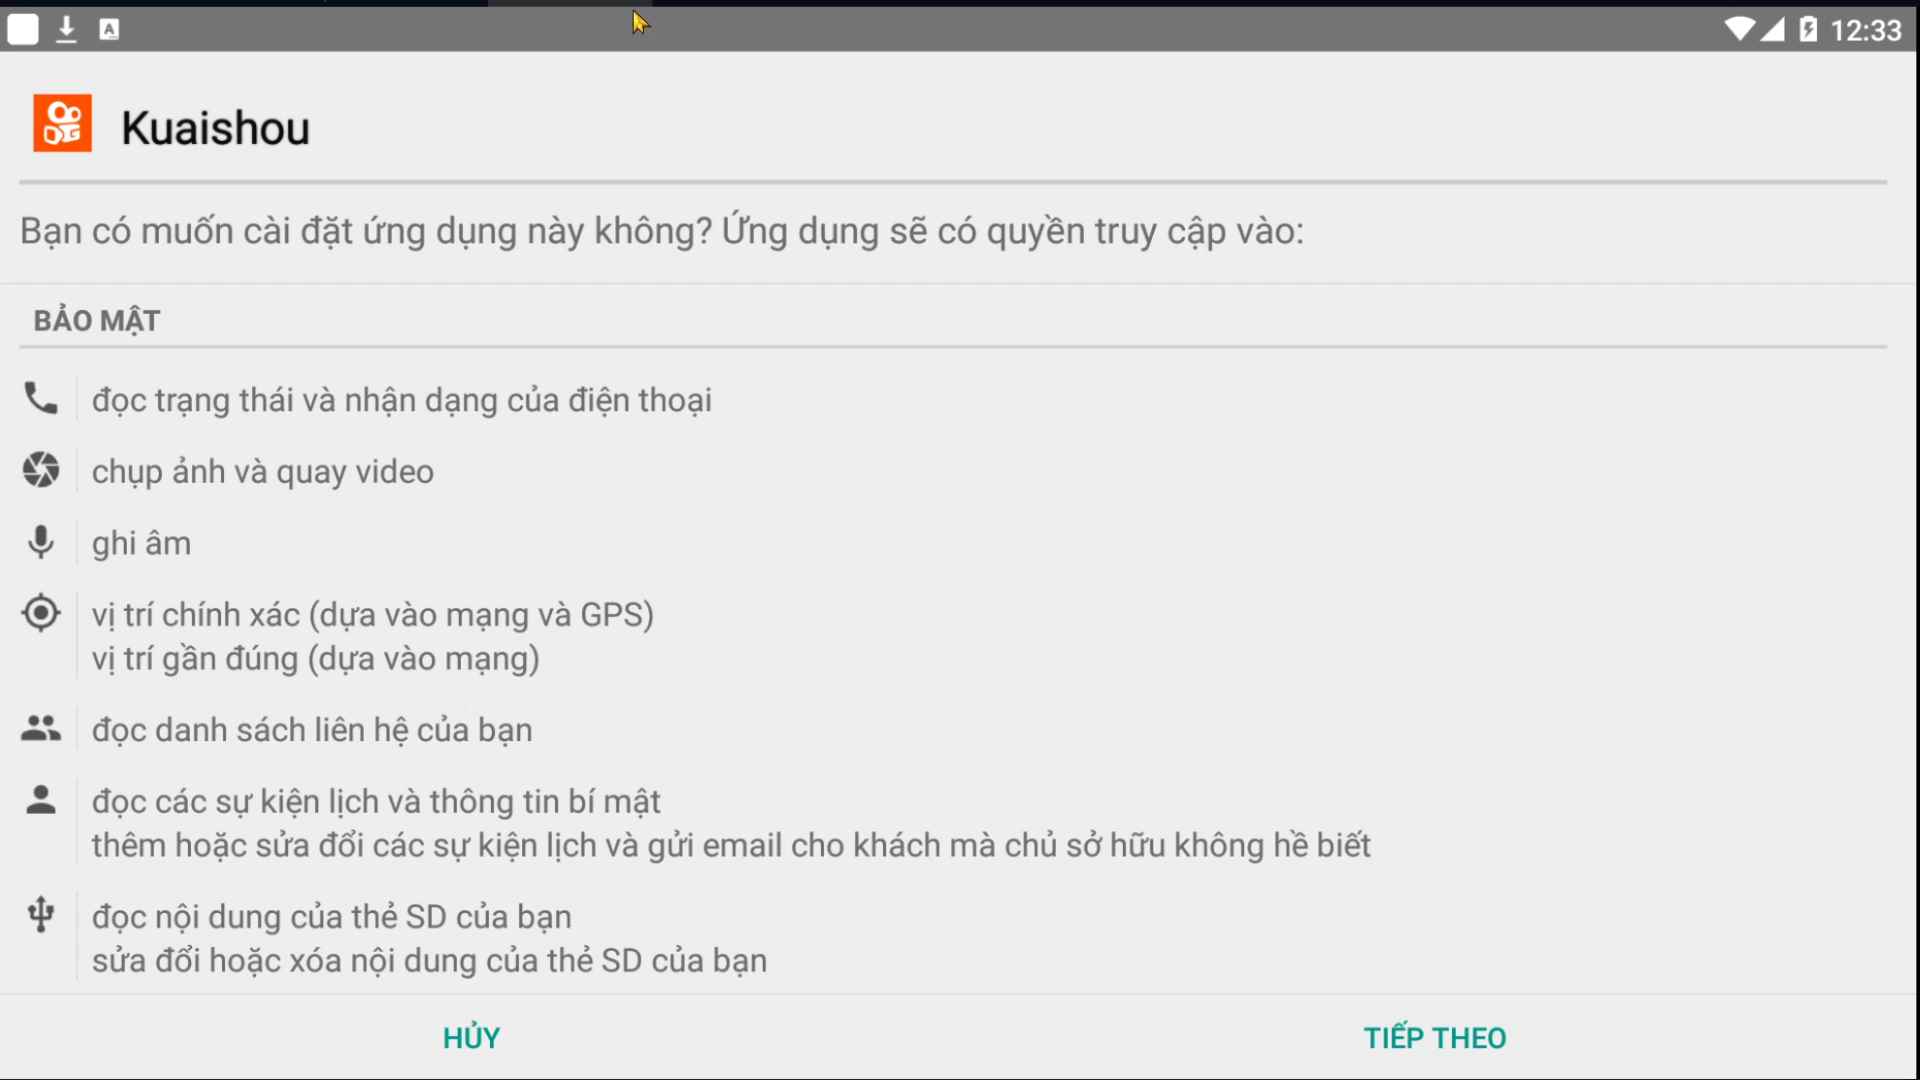 12:33
Kuaishou
Bạn có muốn cài đặt ứng dụng này không? Ứng dụng sẽ có quyền truy cập vào:
BẢO MẬT
đọc trạng thái và nhận dạng của điện thoại
chụp ảnh và quay video
ghi âm
vị trí chính xác (dựa vào mạng và GPS)
vị trí gần đúng (dựa vào mạng)
đọc danh sách liên hệ của bạn
đọc các sự kiện lịch và thông tin bí mật
thêm hoặc sửa đổi các sự kiện lịch và gửi email cho khách mà chủ sở hữu không hề biết
đọc nội dung của thẻ SD của bạn
sửa đổi hoặc xóa nội dung của thẻ SD của bạn
HỦY
TIẾP THEO